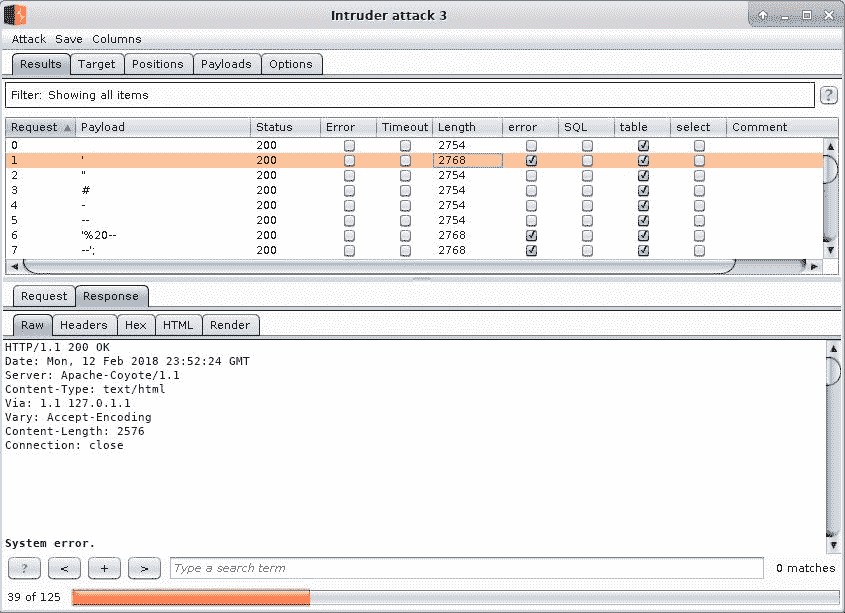 Intruder attack 3
Attack Save Columns
Results Target Positions Payloads Options
Filter: Showing all items ?
Request Payload Status Error Timeout Length error SQL table select Comment
0 200 2754
1 ' 200 2768
2 " 200 2754
3 # 200 2754
4 - 200 2754
5 -- 200 2754
6 '%20-- 200 2768
7 --'; 200 2768
Request Response
Raw Headers Hex HTML Render
HTTP/1.1 200 OK
Date: Mon, 12 Feb 2018 23:52:24 GMT
Server: Apache-Coyote/1.1
Content-Type: text/html
Via: 1.1 127.0.1.1
Vary: Accept-Encoding
Content-Length: 2576
Connection: close
System error.
? < + > Type a search term 0 matches
39 of 125